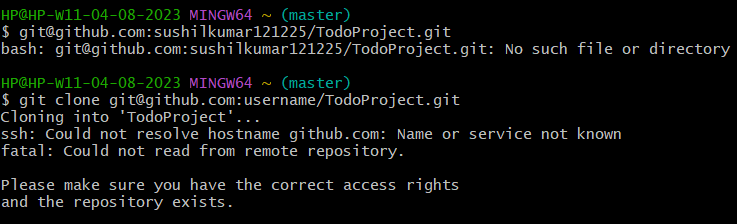 HP@HP-W11-04-08-2023 MINGW64 ~ (master)
$ git@github.com:sushilkumar121225/TodoProject.git
bash: git@github.com:sushilkumar121225/TodoProject.git: No such file or directory

HP@HP-W11-04-08-2023 MINGW64 ~ (master)
$ git clone git@github.com:username/TodoProject.git
Cloning into 'TodoProject'...
ssh: Could not resolve hostname github.com: Name or service not known
fatal: Could not read from remote repository.

Please make sure you have the correct access rights
and the repository exists.